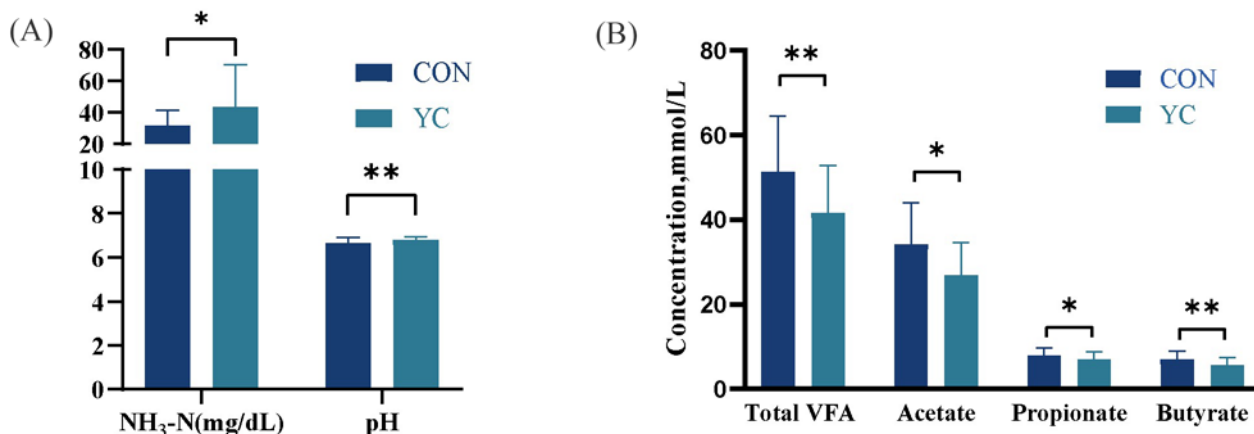 (A)
*
80
60
40
20
10
8
6
4
2
0
**
CON
YC
NH₃-N(mg/dL)
pH
(B)
Concentration,mmol/L
80
60
40
20
0
**
*
*
**
CON
YC
Total VFA
Acetate
Propionate
Butyrate